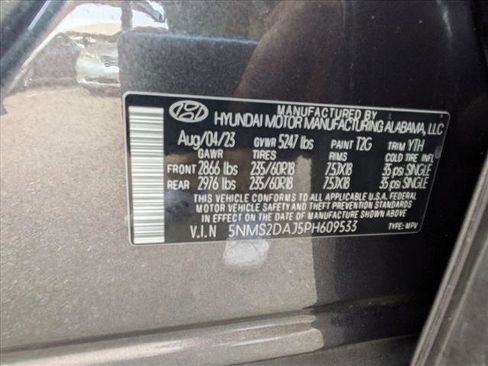 MANUFACTURED BY
HYUNDAI MOTOR MANUFACTURING ALABAMA, LLC
Aug/04/23 GVWR 5247 lbs PAINT T2G TRIM YTH
GAWR TIRES RIMS COLD TIRE INFL
FRONT 2866 lbs 235/60R18 7.5JX18 35 psi SINGLE
REAR 2976 lbs 235/60R18 7.5JX18 35 psi SINGLE
THIS VEHICLE CONFORMS TO ALL APPLICABLE U.S.A. FEDERAL
MOTOR VEHICLE SAFETY AND THEFT PREVENTION STANDARDS IN
EFFECT ON THE DATE OF MANUFACTURE SHOWN ABOVE.
V.I.N 5NMS2DAJ5PH609533 TYPE: MPV